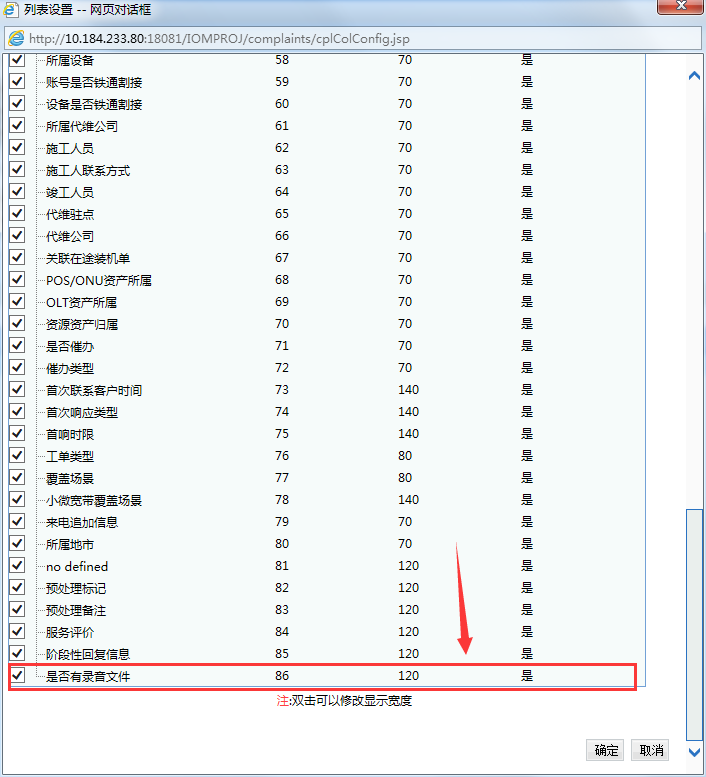 列表设置 -- 网页对话框
http://10.184.233.80:18081/IOMPROJ/complaints/cplColConfig.jsp
所属设备 58 70 是
账号是否铁通割接 59 70 是
设备是否铁通割接 60 70 是
所属代维公司 61 70 是
施工人员 62 70 是
施工人联系方式 63 70 是
竣工人员 64 70 是
代维驻点 65 70 是
代维公司 66 70 是
关联在途装机单 67 70 是
POS/ONU资产所属 68 70 是
OLT资产所属 69 70 是
资源资产归属 70 70 是
是否催办 71 70 是
催办类型 72 70 是
首次联系客户时间 73 140 是
首次响应类型 74 140 是
首响时限 75 140 是
工单类型 76 80 是
覆盖场景 77 80 是
小微宽带覆盖场景 78 140 是
来电追加信息 79 70 是
所属地市 80 70 是
no defined 81 120 是
预处理标记 82 120 是
预处理备注 83 120 是
服务评价 84 120 是
阶段性回复信息 85 120 是
是否有录音文件 86 120 是
注:双击可以修改显示宽度
确定 取消